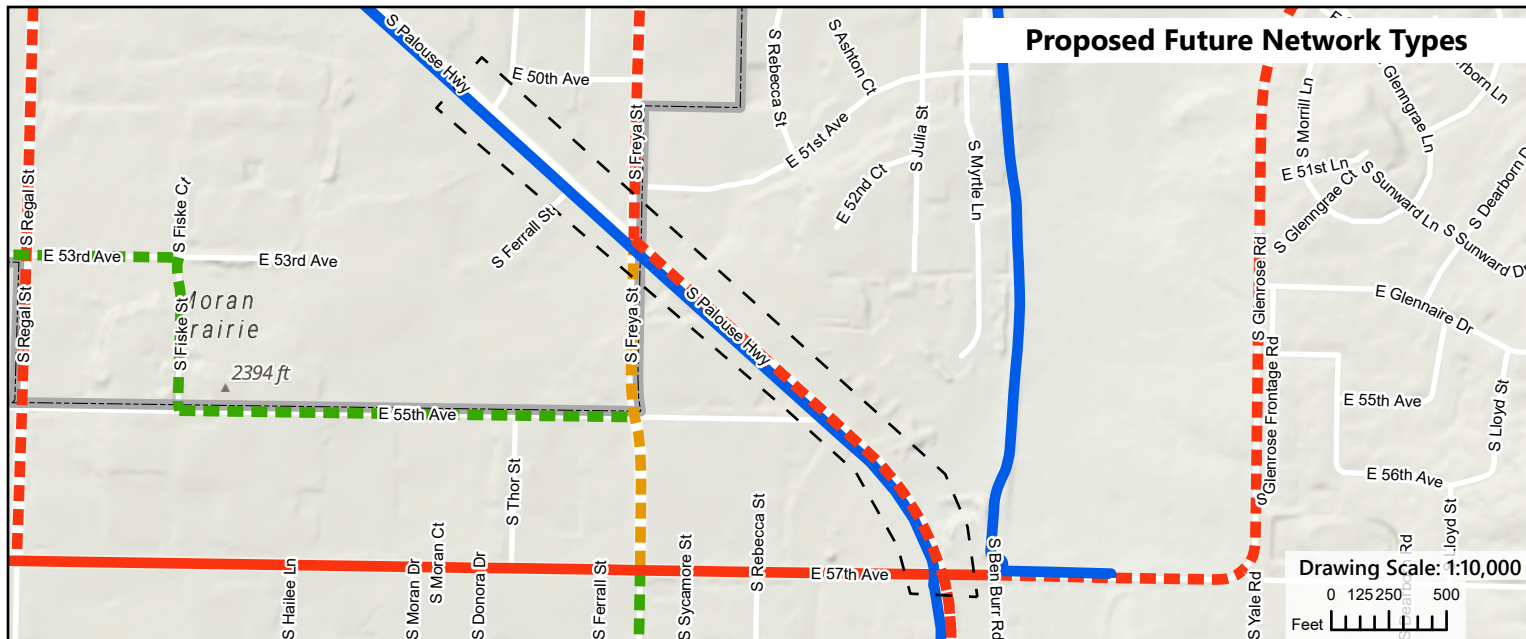 Proposed Future Network Types
S Palouse Hwy
E 50th Ave
S Freya St
S Rebecca St
S Ashton Ct
E 51st Ave
S Julia St
E 52nd Ct
S Myrtle Ln
S Morrill Ln
E Glenngrae Ln
born Ln
E 51st Ln
S Glenngrae Ct
S Sunward Ln
S Sunward Dr
S Dearborn D
S Regal St
S Fiske Ct
E 53rd Ave
E 53rd Ave
S Ferrall St
S Glenrose Rd
E Glennaire Dr
S Regal St
S Fiske St
Moran
Prairie
2394 ft
S Freya St
S Palouse Hwy
S Glenrose Frontage Rd
E 55th Ave
E 55th Ave
S Lloyd St
E 56th Ave
S Lloyd St
S Thor St
S Rebecca St
E 57th Ave
S Hailee Ln
S Moran Dr
S Moran Ct
S Donora Dr
S Ferrall St
S Sycamore St
S Ben Burr Rd
S Yale Rd
S Dearborn Rd
Drawing Scale: 1:10,000
0 125 250 500
Feet